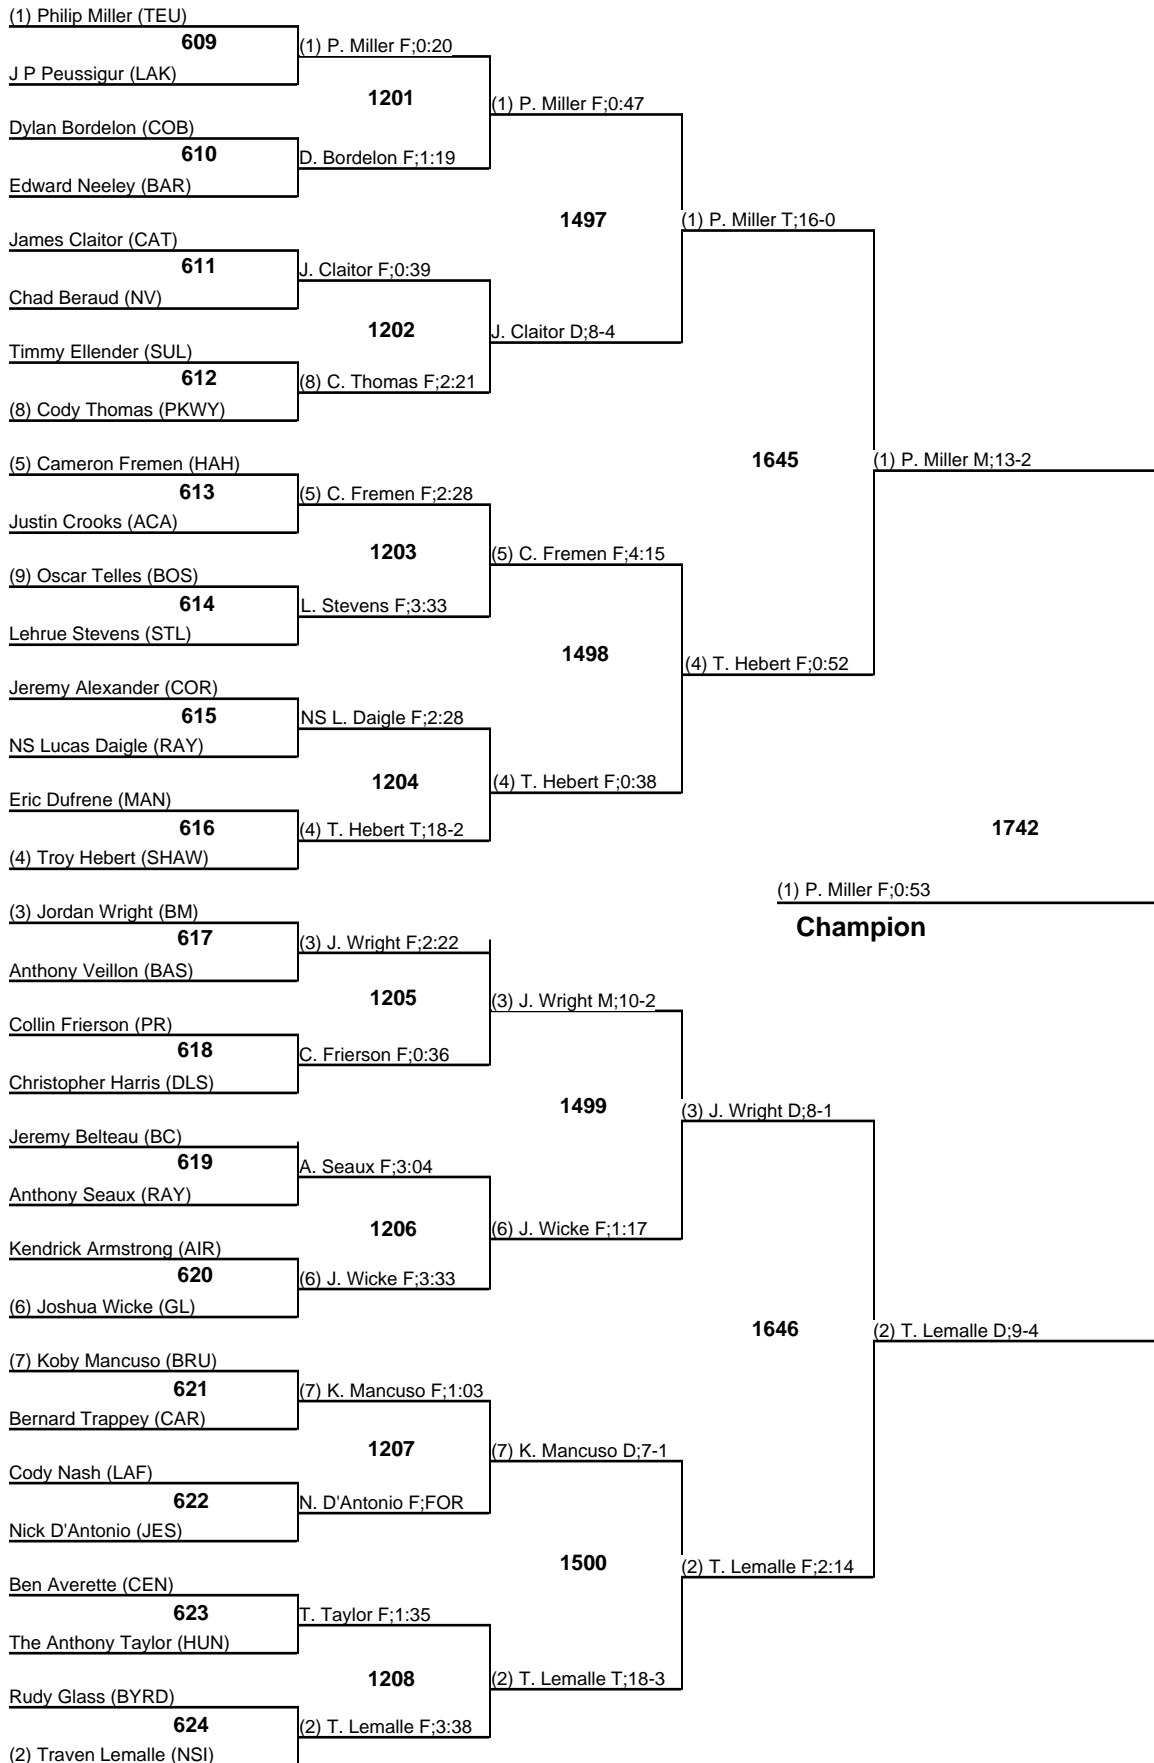 (1) Philip Miller (TEU)
609
(1) P. Miller F;0:20
J P Peussigur (LAK)
1201
(1) P. Miller F;0:47
Dylan Bordelon (COB)
610
D. Bordelon F;1:19
Edward Neeley (BAR)
1497
(1) P. Miller T;16-0
James Claitor (CAT)
611
J. Claitor F;0:39
Chad Beraud (NV)
1202
J. Claitor D;8-4
Timmy Ellender (SUL)
612
(8) C. Thomas F;2:21
(8) Cody Thomas (PKWY)
1645
(1) P. Miller M;13-2
(5) Cameron Fremen (HAH)
613
(5) C. Fremen F;2:28
Justin Crooks (ACA)
1203
(5) C. Fremen F;4:15
(9) Oscar Telles (BOS)
614
L. Stevens F;3:33
Lehrue Stevens (STL)
1498
(4) T. Hebert F;0:52
Jeremy Alexander (COR)
615
NS L. Daigle F;2:28
NS Lucas Daigle (RAY)
1204
(4) T. Hebert F;0:38
Eric Dufrene (MAN)
616
(4) T. Hebert T;18-2
(4) Troy Hebert (SHAW)
1742
(1) P. Miller F;0:53
Champion
(3) Jordan Wright (BM)
617
(3) J. Wright F;2:22
Anthony Veillon (BAS)
1205
(3) J. Wright M;10-2
Collin Frierson (PR)
618
C. Frierson F;0:36
Christopher Harris (DLS)
1499
(3) J. Wright D;8-1
Jeremy Belteau (BC)
619
A. Seaux F;3:04
Anthony Seaux (RAY)
1206
(6) J. Wicke F;1:17
Kendrick Armstrong (AIR)
620
(6) J. Wicke F;3:33
(6) Joshua Wicke (GL)
1646
(2) T. Lemalle D;9-4
(7) Koby Mancuso (BRU)
621
(7) K. Mancuso F;1:03
Bernard Trappey (CAR)
1207
(7) K. Mancuso D;7-1
Cody Nash (LAF)
622
N. D'Antonio F;FOR
Nick D'Antonio (JES)
1500
(2) T. Lemalle F;2:14
Ben Averette (CEN)
623
T. Taylor F;1:35
The Anthony Taylor (HUN)
1208
(2) T. Lemalle T;18-3
Rudy Glass (BYRD)
624
(2) T. Lemalle F;3:38
(2) Traven Lemalle (NSI)